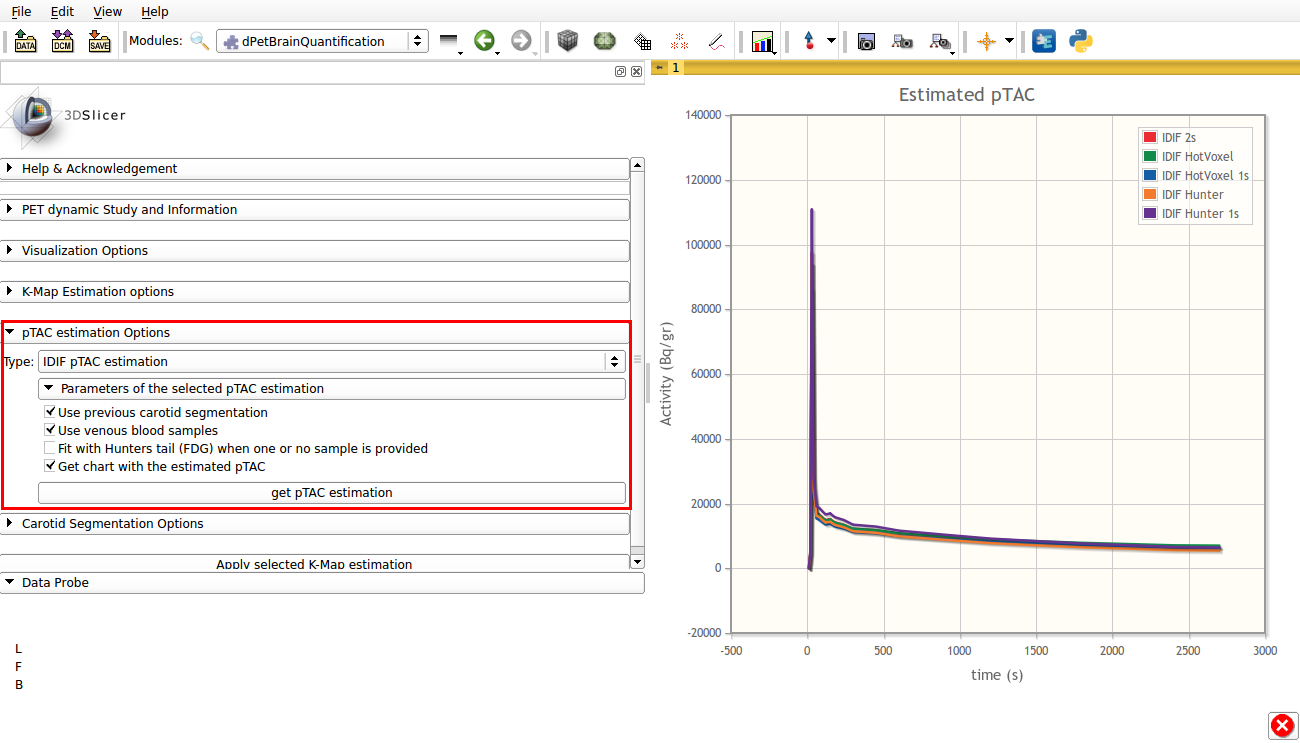 File Edit View Help
DATA DCM SAVE Modules: dPetBrainQuantification
1
3DSlicer
Help & Acknowledgement
PET dynamic Study and Information
Visualization Options
K-Map Estimation options
pTAC estimation Options
Type: IDIF pTAC estimation
Parameters of the selected pTAC estimation
Use previous carotid segmentation
Use venous blood samples
Fit with Hunters tail (FDG) when one or no sample is provided
Get chart with the estimated pTAC
get pTAC estimation
Carotid Segmentation Options
Apply selected K-Map estimation
Data Probe
L
F
B
Estimated pTAC
140000
120000
100000
80000
60000
40000
20000
0
-20000
Activity (Bq/gr)
IDIF 2s
IDIF HotVoxel
IDIF HotVoxel 1s
IDIF Hunter
IDIF Hunter 1s
-500 0 500 1000 1500 2000 2500 3000
time (s)